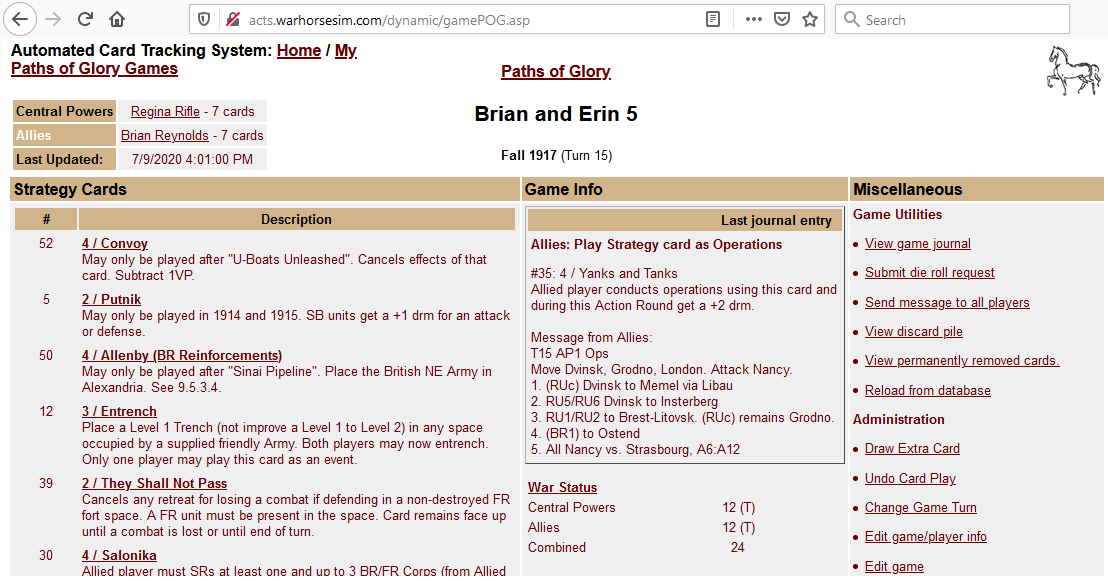 acts.warhorsesim.com/dynamic/gamePOG.asp
Search
Automated Card Tracking System: Home / My
Paths of Glory Games
Paths of Glory
Central Powers Regina Rifle - 7 cards
Allies Brian Reynolds - 7 cards
Last Updated: 7/9/2020 4:01:00 PM
Brian and Erin 5
Fall 1917 (Turn 15)
Strategy Cards
# Description
52 4 / Convoy
May only be played after "U-Boats Unleashed". Cancels effects of that
card. Subtract 1VP.
5 2 / Putnik
May only be played in 1914 and 1915. SB units get a +1 drm for an attack
or defense.
50 4 / Allenby (BR Reinforcements)
May only be played after "Sinai Pipeline". Place the British NE Army in
Alexandria. See 9.5.3.4.
12 3 / Entrench
Place a Level 1 Trench (not improve a Level 1 to Level 2) in any space
occupied by a supplied friendly Army. Both players may now entrench.
Only one player may play this card as an event.
39 2 / They Shall Not Pass
Cancels any retreat for losing a combat if defending in a non-destroyed FR
fort space. A FR unit must be present in the space. Card remains face up
until a combat is lost or until end of turn.
30 4 / Salonika
Allied player must SRs at least one and up to 3 BR/FR Corps (from Allied
Game Info
Last journal entry
Allies: Play Strategy card as Operations
#35: 4 / Yanks and Tanks
Allied player conducts operations using this card and
during this Action Round get a +2 drm.
Message from Allies:
T15 AP1 Ops
Move Dvinsk, Grodno, London. Attack Nancy.
1. (RUc) Dvinsk to Memel via Libau
2. RU5/RU6 Dvinsk to Insterberg
3. RU1/RU2 to Brest-Litovsk. (RUc) remains Grodno.
4. (BR1) to Ostend
5. All Nancy vs. Strasbourg, A6:A12
War Status
Central Powers 12 (T)
Allies 12 (T)
Combined 24
Miscellaneous
Game Utilities
View game journal
Submit die roll request
Send message to all players
View discard pile
View permanently removed cards.
Reload from database
Administration
Draw Extra Card
Undo Card Play
Change Game Turn
Edit game/player info
Edit game